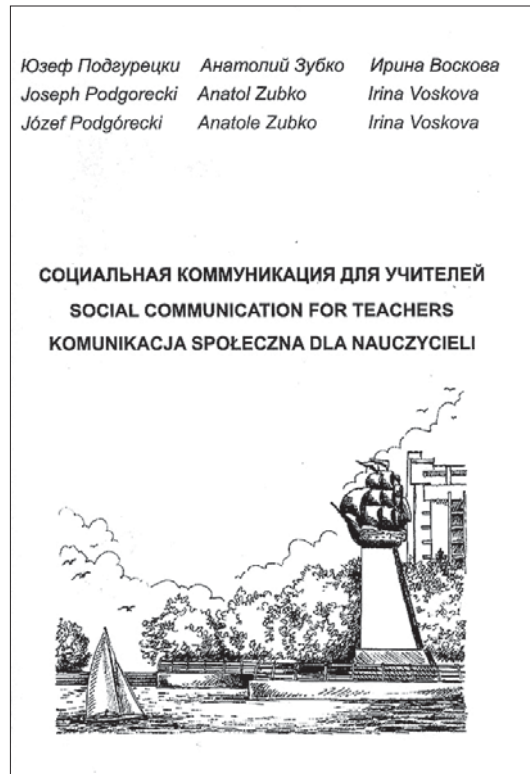 Юзеф Подгурецки Анатолий Зубко Ирина Воскова
Joseph Podgorecki Anatol Zubko Irina Voskova
Józef Podgórecki Anatole Zubko Irina Voskova
СОЦИАЛЬНАЯ КОММУНИКАЦИЯ ДЛЯ УЧИТЕЛЕЙ
SOCIAL COMMUNICATION FOR TEACHERS
KOMUNIKACJA SPOŁECZNA DLA NAUCZYCIELI